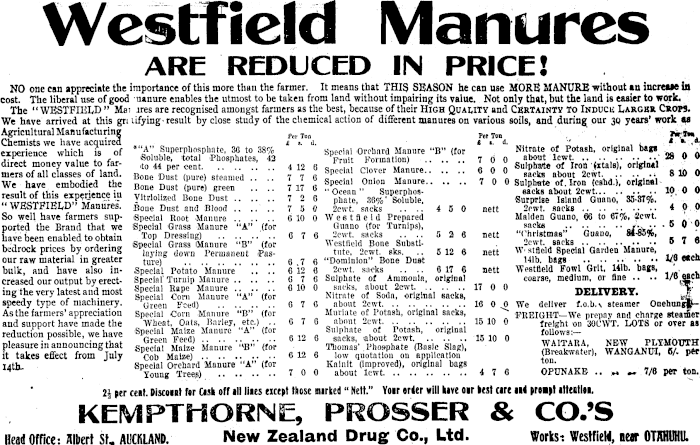 Westfield Manures
ARE REDUCED IN PRICE!
NO one can appreciate the importance of this more than the farmer. It means that THIS SEASON he can use MORE MANURE without an increase in
cost. The liberal use of good manure enables the utmost to be taken from land without impairing its value. Not only that, but the land is easier to work.
The "WESTFIELD" Manures are recognised amongst farmers as the best, because of their HIGH QUALITY and CERTAINTY TO INDUCE LARGER CROPS.
We have arrived at this gratifying result by close study of the chemical action of different manures on various soils, and during our 30 years' work as
Agricultural Manufacturing
Chemists we have acquired
experience which is of
direct money value to far-
mers of all classes of land.
We have embodied the
result of this experience in
"WESTFIELD" Manures.
So well have farmers sup-
ported the Brand that we
have been enabled to obtain
bedrock prices by ordering
our raw material in greater
bulk, and have also in-
creased our output by erect-
ing the very latest and most
speedy type of machinery.
As the farmers' appreciation
and support have made the
reduction possible, we have
pleasure in announcing that
it takes effect from July
14th.
Per Ton
£ s. d.
"A" Superphosphate, 36 to 38%
Soluble, total Phosphates, 42
to 44 per cent. .. .. .. 4 12 6
Bone Dust (pure) steamed .. .. 7 7 6
Bone Dust (pure) green .. .. 7 17 6
Vitriolized Bone Dust .. .. 7 2 6
Bone Dust and Blood .. .. .. 7 5 0
Special Root Manure .. .. .. 6 10 0
Special Grass Manure "A" (for
Top Dressing) .. .. .. .. 6 7 6
Special Grass Manure "B" (for
laying down Permanent Pas-
ture) .. .. .. .. .. 6 7 6
Special Potato Manure .. .. 6 12 6
Special Turnip Manure .. .. 6 7 6
Special Rape Manure .. .. .. 6 10 0
Special Corn Manure "A" (for
Green Feed) .. .. .. .. 6 7 6
Special Corn Manure "B" (for
Wheat, Oats, Barley, etc.) .. 6 7 6
Special Maize Manure "A" (for
(Green Feed) .. .. .. .. 6 12 6
Special Maize Manure "B" (for
Cob Maize) .. .. .. .. 6 12 6
Special Orchard Manure "A" (for
Young Trees) .. .. .. .. 7 0 0
Per Ton
£ s. d.
Special Orchard Manure "B" (for
Fruit Formation) .. .. .. 7 0 0
Special Clover Manure .. .. .. 6 0 0
Special Onion Manure .. .. .. 7 0 0
"Ocean" Superphos-
phate, 36% Soluble,
2cwt. sacks .. .. 4 5 0 nett
Westfield Prepared
Guano (for Turnips),
2cwt. sacks .. .. 5 2 6 nett
Westfield Bone Substi-
tute, 2cwt. sks. .. 5 12 6 nett
"Dominion" Bone Dust
2cwt. sacks .. .. 6 17 6 nett
Sulphate of Ammonia, original
sacks, about 2cwt. .. .. .. 17 0 0
Nitrate of Soda, original sacks,
about 2cwt. .. .. .. .. 16 0 0
Muriate of Potash, original sacks,
about 2cwt. .. .. .. .. 15 10 0
Sulphate of Potash, original
sacks, about 2cwt. .. .. .. 15 10 0
Thomas' Phosphate (Basic Slag),
low quotation on application
Kainit (improved), original bags
about 1cwt. .. .. .. .. 4 7 6
Per Ton
£ s. d.
Nitrate of Potash, original bags
about 1cwt. .. .. .. .. 28 0 0
Sulphate of Iron (xtals), original
sacks about 2cwt. .. .. .. 8 10 0
Sulphate of Iron (cshd.), original
sacks about 2cwt. .. .. .. 10 0 0
Surprise Island Guano, 35-37%,
2cwt. sacks .. .. .. .. 4 0 0
Malden Guano, 66 to 67%, 2cwt.
sacks .. .. .. .. .. 5 0 0
"Christmas" Guano, 84-85%,
2cwt. sacks .. .. .. .. 5 7 6
Westfield Special Garden Manure,
14lb. bags .. .. .. .. 1/6 each
Westfield Fowl Grit, 14lb. bags,
coarse, medium, or fine .. .. 1/6 each
DELIVERY.
We deliver f.o.b. steamer Onehunga
FREIGHT—We prepay and charge steamer
freight on 30CWT. LOTS or over as
follows:—
WAITARA, NEW PLYMOUTH
(Breakwater), WANGANUI, 5/- per
ton.
OPUNAKE .. .. .. 7/6 per ton.
2½ per cent. Discount for Cash off all lines except those marked "Nett." Your order will have our best care and prompt attention.
KEMPTHORNE, PROSSER & CO.'S
Head Office: Albert St., AUCKLAND. New Zealand Drug Co., Ltd. Works: Westfield, near OTAHUHU.